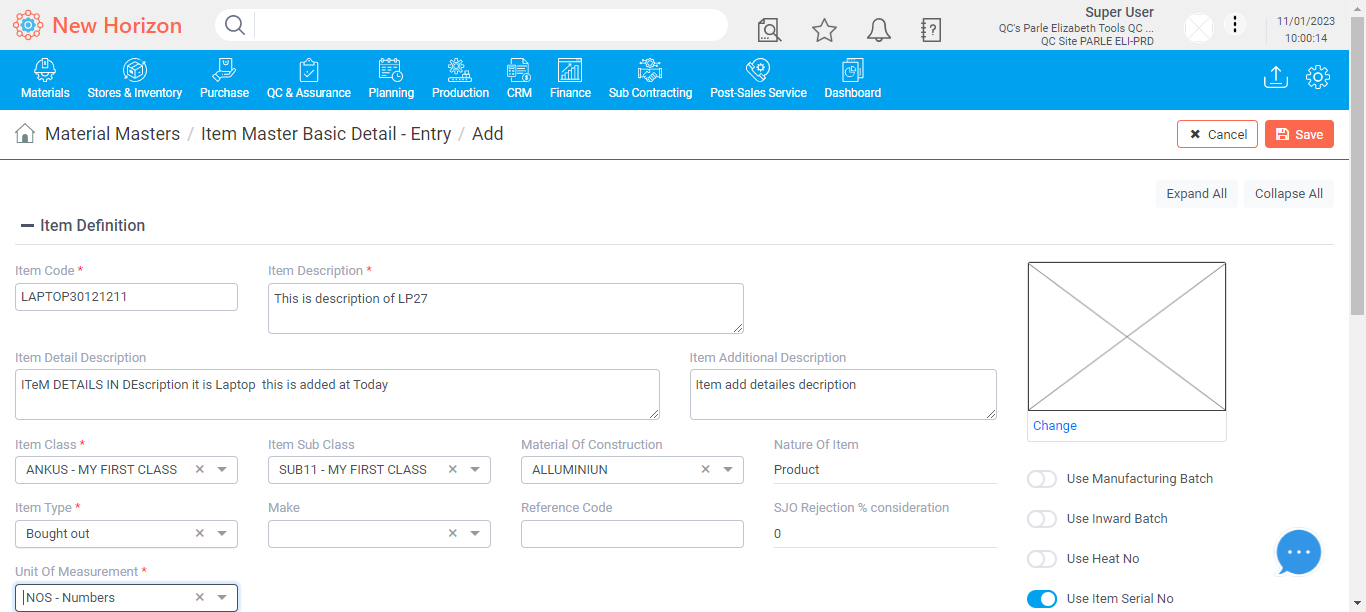 New Horizon
Super User
QC's Parle Elizabeth Tools QC ...
QC Site PARLE ELI-PRD
11/01/2023
10:00:14
Materials
Stores & Inventory
Purchase
QC & Assurance
Planning
Production
CRM
Finance
Sub Contracting
Post-Sales Service
Dashboard
Material Masters / Item Master Basic Detail - Entry / Add
Cancel
Save
Expand All
Collapse All
Item Definition
Item Code *
Item Description *
LAPTOP30121211
This is description of LP27
Item Detail Description
Item Additional Description
ITeM DETAILS IN DEscription it is Laptop  this is added at Today
Item add detailes decription
Change
Item Class *
Item Sub Class
Material Of Construction
Nature Of Item
ANKUS - MY FIRST CLASS
SUB11 - MY FIRST CLASS
ALLUMINIUN
Product
Item Type *
Make
Reference Code
SJO Rejection % consideration
Bought out
0
Unit Of Measurement *
NOS - Numbers
Use Manufacturing Batch
Use Inward Batch
Use Heat No
Use Item Serial No